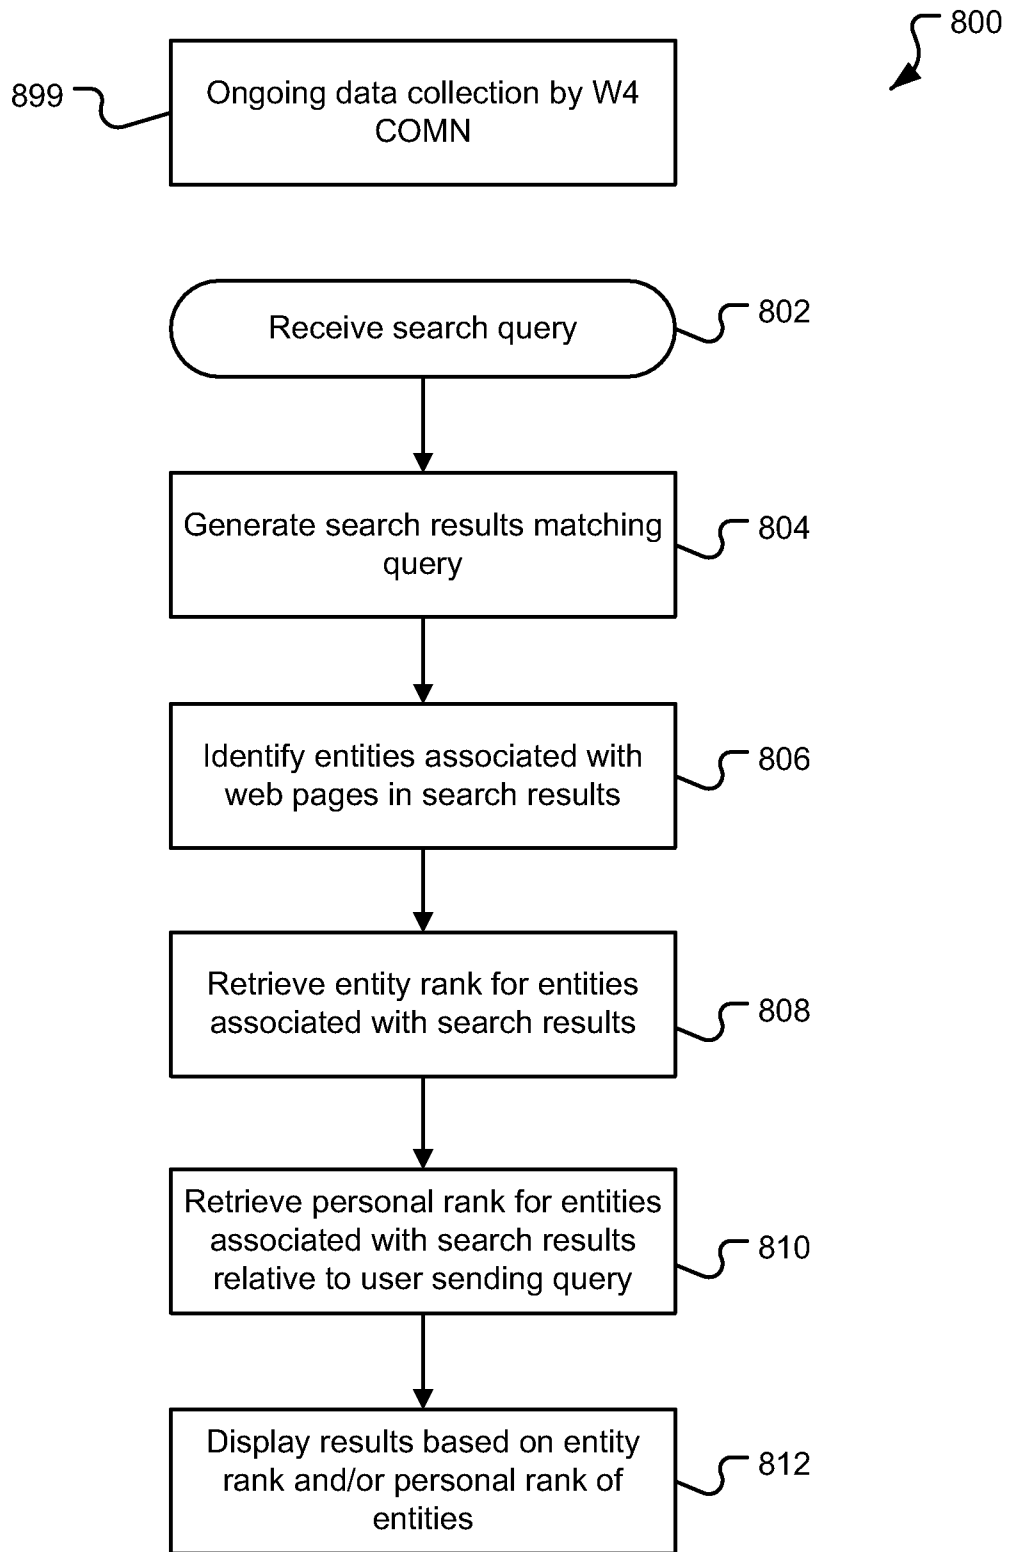 800
899
Ongoing data collection by W4
COMN
Receive search query
802
Generate search results matching
query
804
Identify entities associated with
web pages in search results
806
Retrieve entity rank for entities
associated with search results
808
Retrieve personal rank for entities
associated with search results
relative to user sending query
810
Display results based on entity
rank and/or personal rank of
entities
812